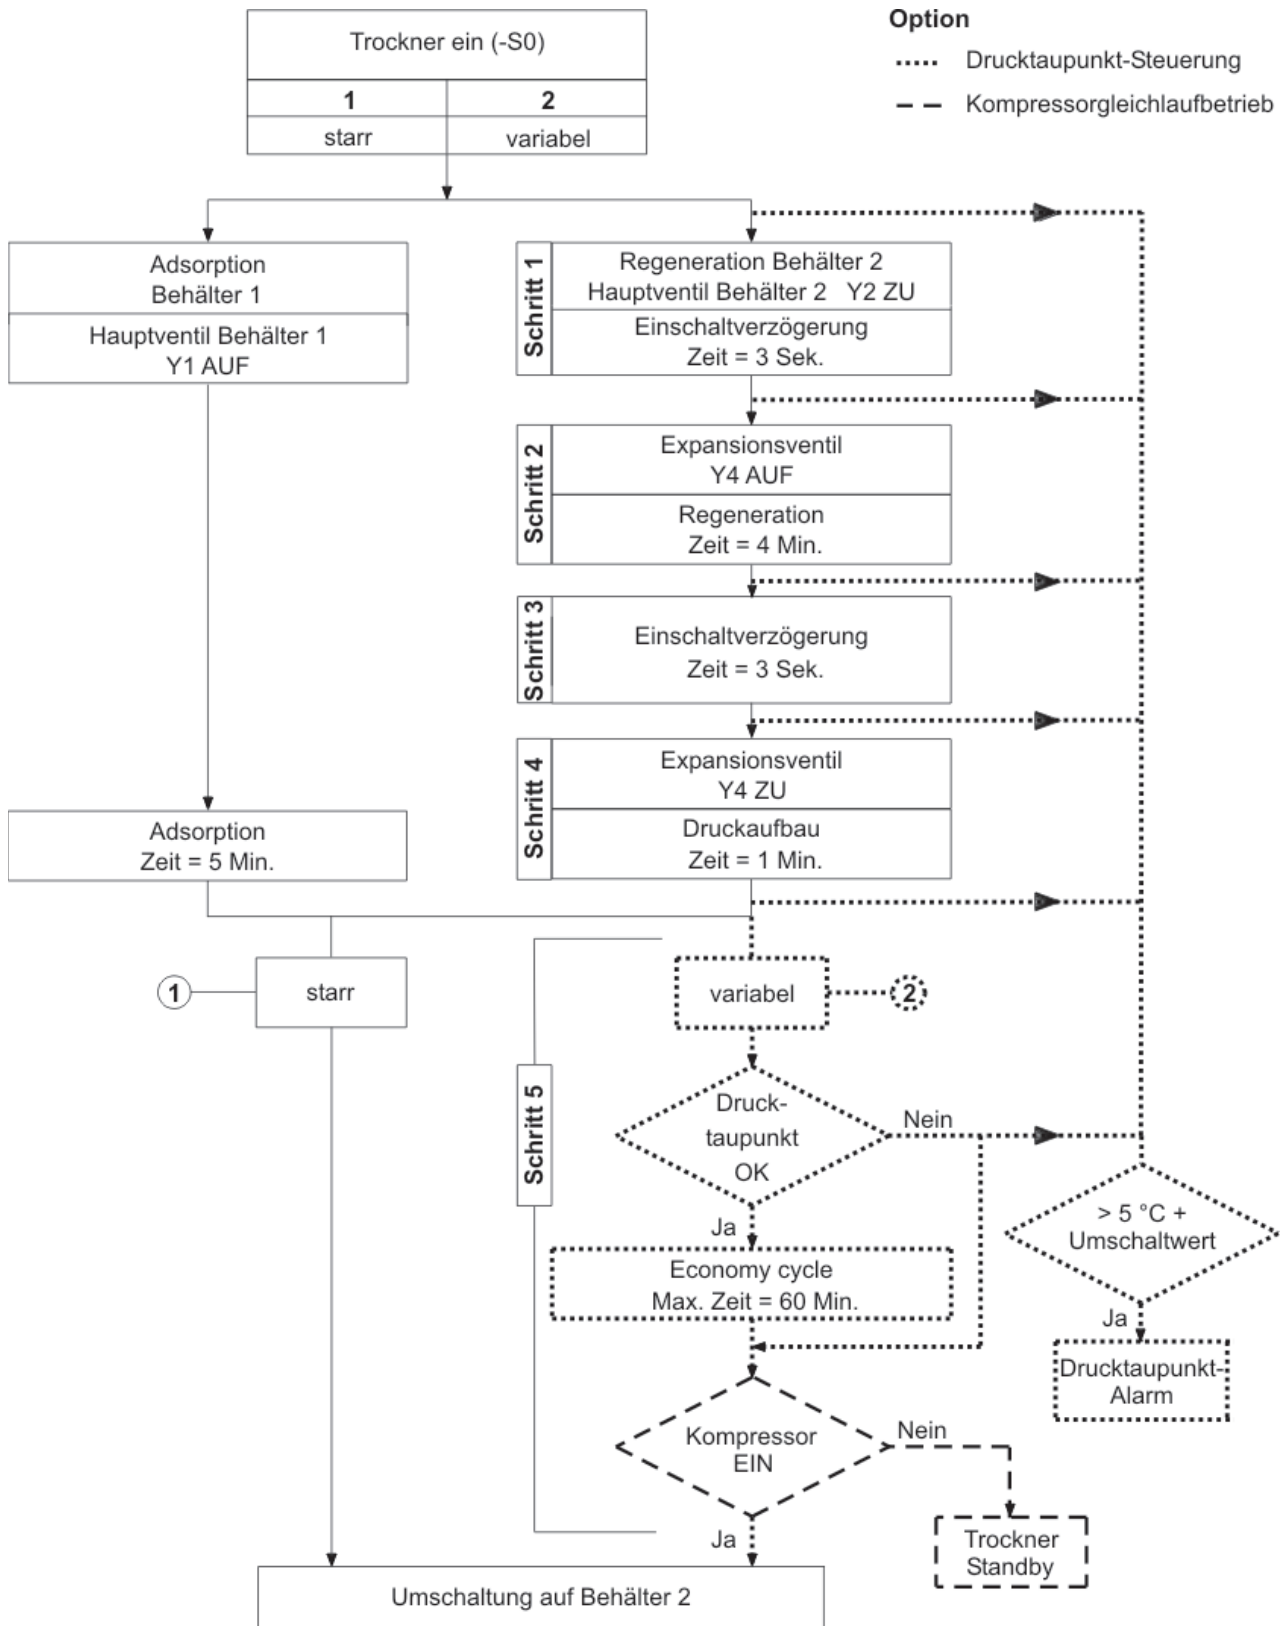 Option
Drucktaupunkt-Steuerung
Kompressorgleichlaufbetrieb
Trockner ein (-S0)
1
2
starr
variabel
Adsorption
Behälter 1
Hauptventil Behälter 1
Y1 AUF
Schritt 1
Regeneration Behälter 2
Hauptventil Behälter 2 Y2 ZU
Einschaltverzögerung
Zeit = 3 Sek.
Schritt 2
Expansionsventil
Y4 AUF
Regeneration
Zeit = 4 Min.
Schritt 3
Einschaltverzögerung
Zeit = 3 Sek.
Schritt 4
Expansionsventil
Y4 ZU
Druckaufbau
Zeit = 1 Min.
Adsorption
Zeit = 5 Min.
1
starr
variabel
2
Schritt 5
Druck-
taupunkt
OK
Nein
Ja
> 5 °C +
Umschaltwert
Ja
Drucktaupunkt-
Alarm
Economy cycle
Max. Zeit = 60 Min.
Kompressor
EIN
Nein
Ja
Trockner
Standby
Umschaltung auf Behälter 2